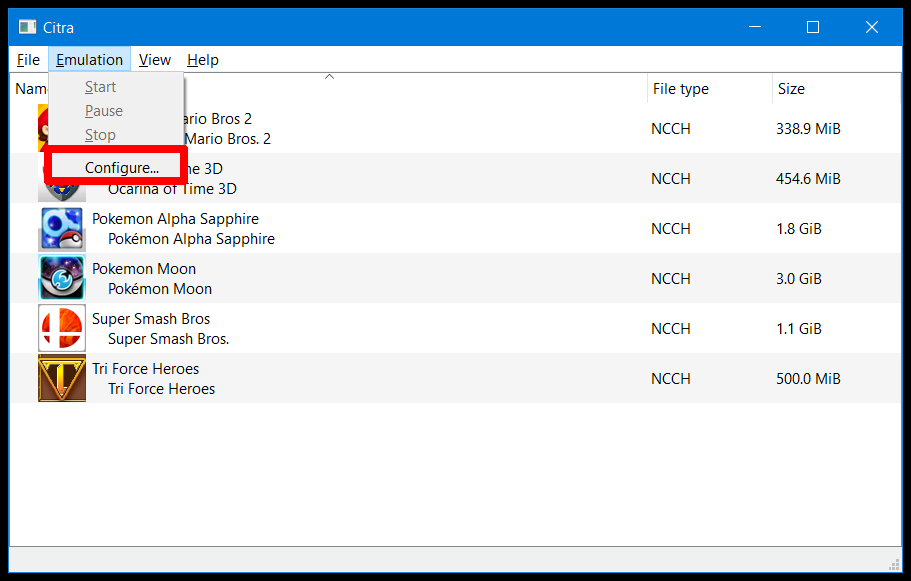 Citra
File Emulation View Help
Start
Pause
Stop
Configure...
File type Size
ario Bros 2
Mario Bros. 2
NCCH 338.9 MiB
ne 3D
Ocarina of Time 3D
NCCH 454.6 MiB
Pokemon Alpha Sapphire
Pokémon Alpha Sapphire
NCCH 1.8 GiB
Pokemon Moon
Pokémon Moon
NCCH 3.0 GiB
Super Smash Bros
Super Smash Bros.
NCCH 1.1 GiB
Tri Force Heroes
Tri Force Heroes
NCCH 500.0 MiB